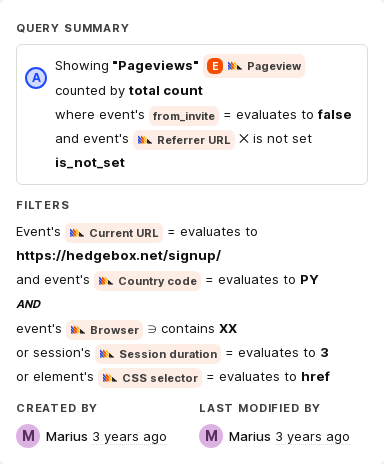 QUERY SUMMARY
A Showing "Pageviews" E Pageview
counted by total count
where event's from_invite = evaluates to false
and event's Referrer URL ✕ is not set
is_not_set
FILTERS
Event's Current URL = evaluates to
https://hedgebox.net/signup/
and event's Country code = evaluates to PY
AND
event's Browser ∋ contains XX
or session's Session duration = evaluates to 3
or element's CSS selector = evaluates to href
CREATED BY LAST MODIFIED BY
M Marius 3 years ago M Marius 3 years ago